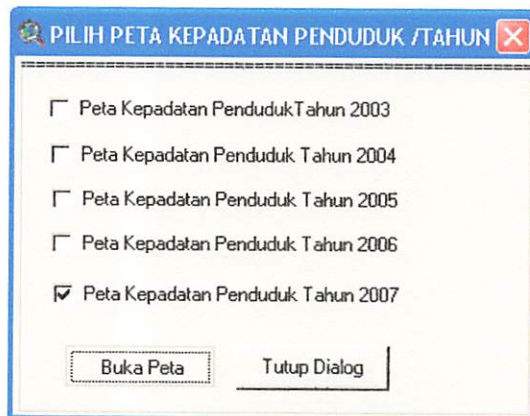 PILIH PETA KEPADATAN PENDUDUK /TAHUN
Peta Kepadatan PendudukTahun 2003
Peta Kepadatan Penduduk Tahun 2004
Peta Kepadatan Penduduk Tahun 2005
Peta Kepadatan Penduduk Tahun 2006
Peta Kepadatan Penduduk Tahun 2007
Buka Peta Tutup Dialog